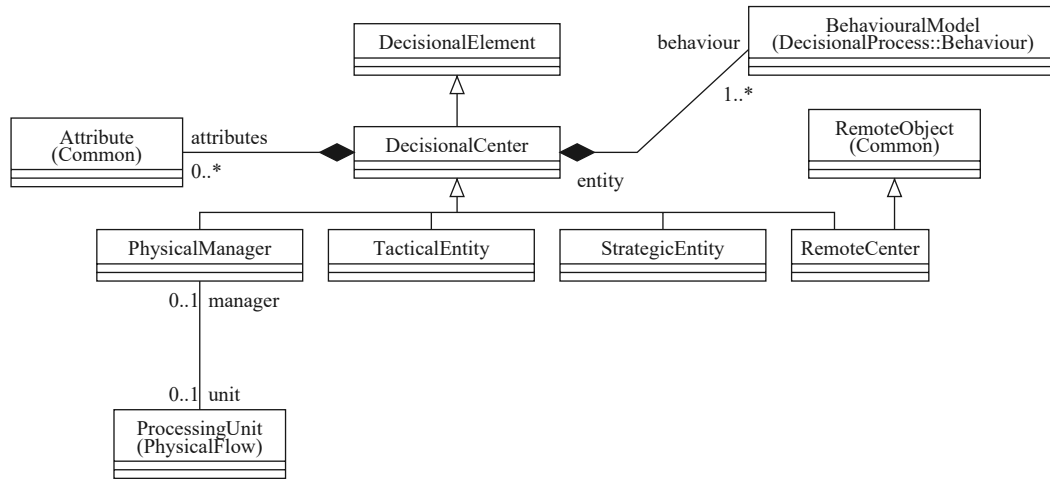 DecisionalElement
behaviour
BehaviouralModel
(DecisionalProcess::Behaviour)
1..*
Attribute
(Common)
attributes
0..*
DecisionalCenter
entity
RemoteObject
(Common)
PhysicalManager
TacticalEntity
StrategicEntity
RemoteCenter
0..1 manager
0..1 unit
ProcessingUnit
(PhysicalFlow)